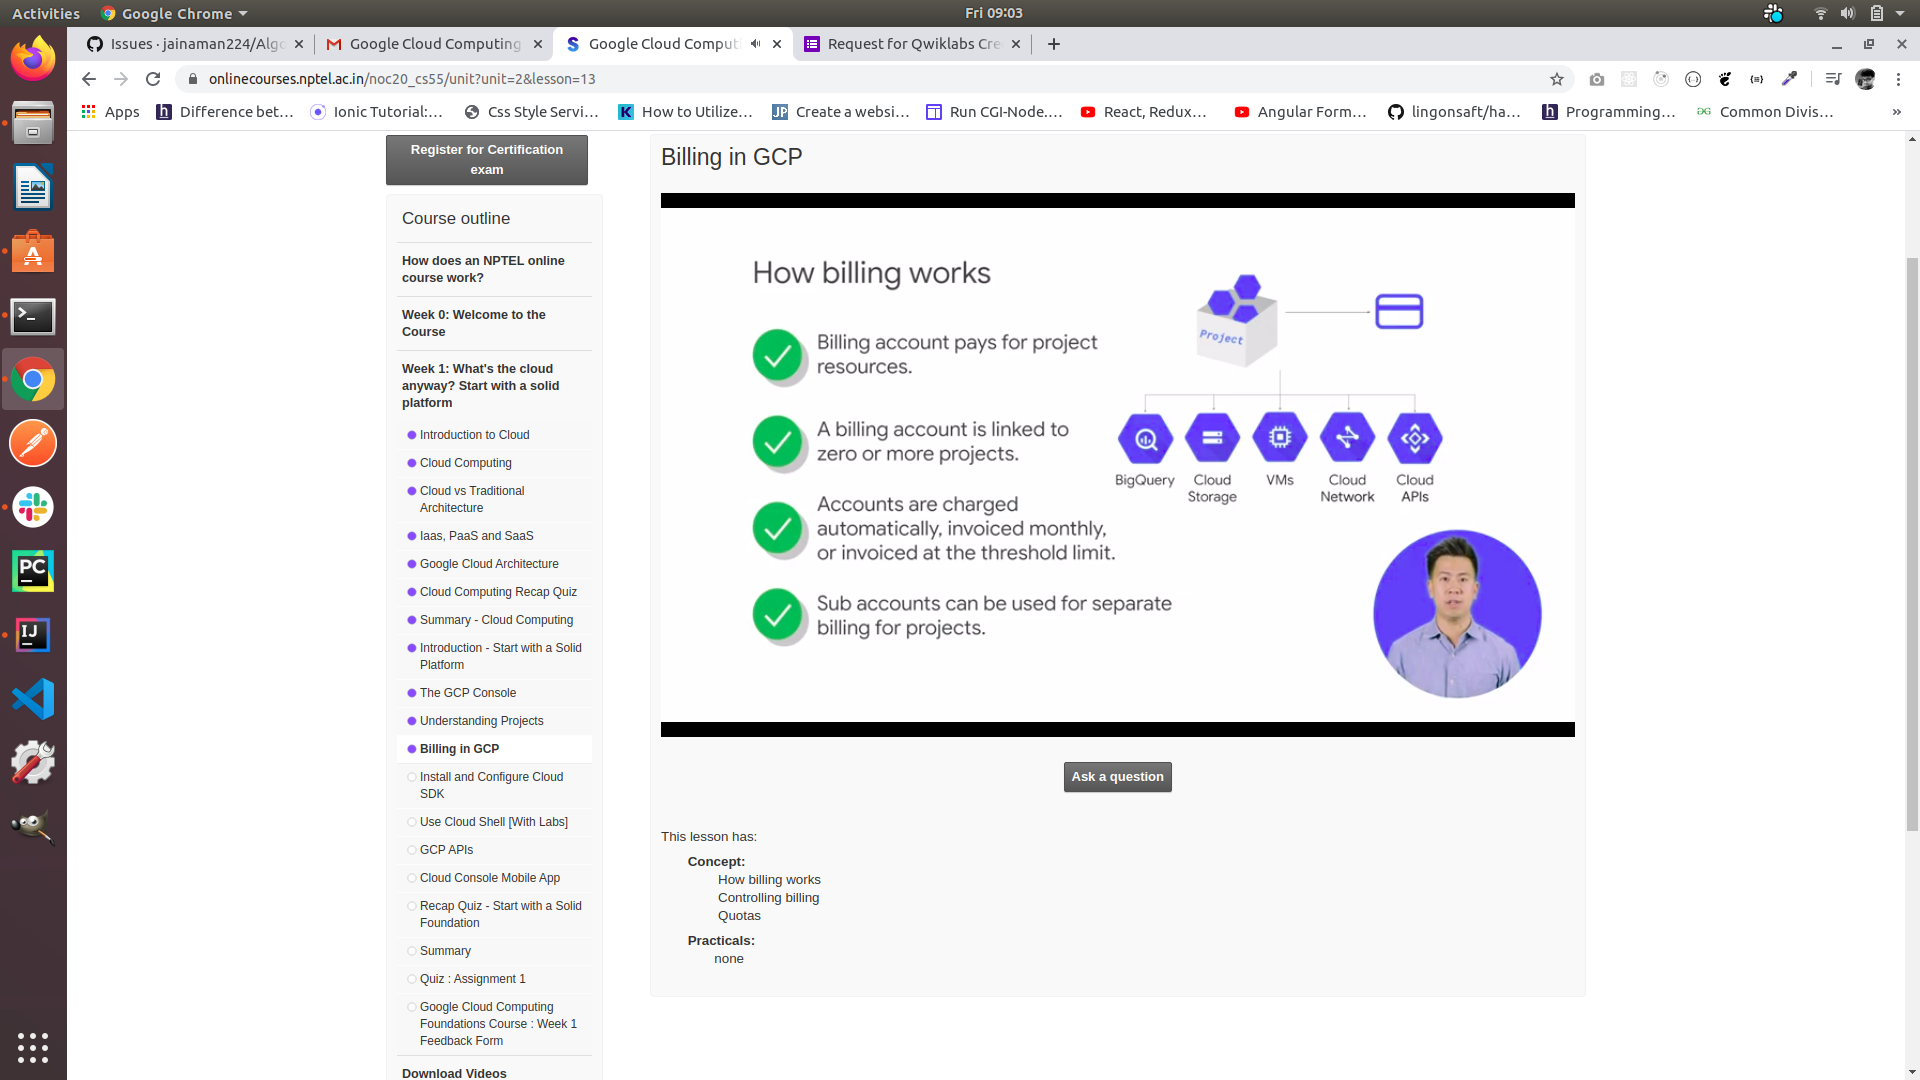 Activities
Google Chrome
Fri 09:03
Issues · jainaman224/Algo
Google Cloud Computing
Google Cloud Computi
Request for Qwiklabs Cre
onlinecourses.nptel.ac.in/noc20_cs55/unit?unit=2&lesson=13
Apps
Difference bet…
Ionic Tutorial:…
Css Style Servi…
How to Utilize…
Create a websi…
Run CGI-Node.…
React, Redux…
Angular Form…
lingonsaft/ha…
Programming…
Common Divis…
»
Register for Certification
exam
Course outline
How does an NPTEL online
course work?
Week 0: Welcome to the
Course
Week 1: What's the cloud
anyway? Start with a solid
platform
Introduction to Cloud
Cloud Computing
Cloud vs Traditional
Architecture
Iaas, PaaS and SaaS
Google Cloud Architecture
Cloud Computing Recap Quiz
Summary - Cloud Computing
Introduction - Start with a Solid
Platform
The GCP Console
Understanding Projects
Billing in GCP
Install and Configure Cloud
SDK
Use Cloud Shell [With Labs]
GCP APIs
Cloud Console Mobile App
Recap Quiz - Start with a Solid
Foundation
Summary
Quiz : Assignment 1
Google Cloud Computing
Foundations Course : Week 1
Feedback Form
Download Videos
Billing in GCP
How billing works
Billing account pays for project
resources.
A billing account is linked to
zero or more projects.
Accounts are charged
automatically, invoiced monthly,
or invoiced at the threshold limit.
Sub accounts can be used for separate
billing for projects.
Project
BigQuery
Cloud
Storage
VMs
Cloud
Network
Cloud
APIs
Ask a question
This lesson has:
Concept:
How billing works
Controlling billing
Quotas
Practicals:
none